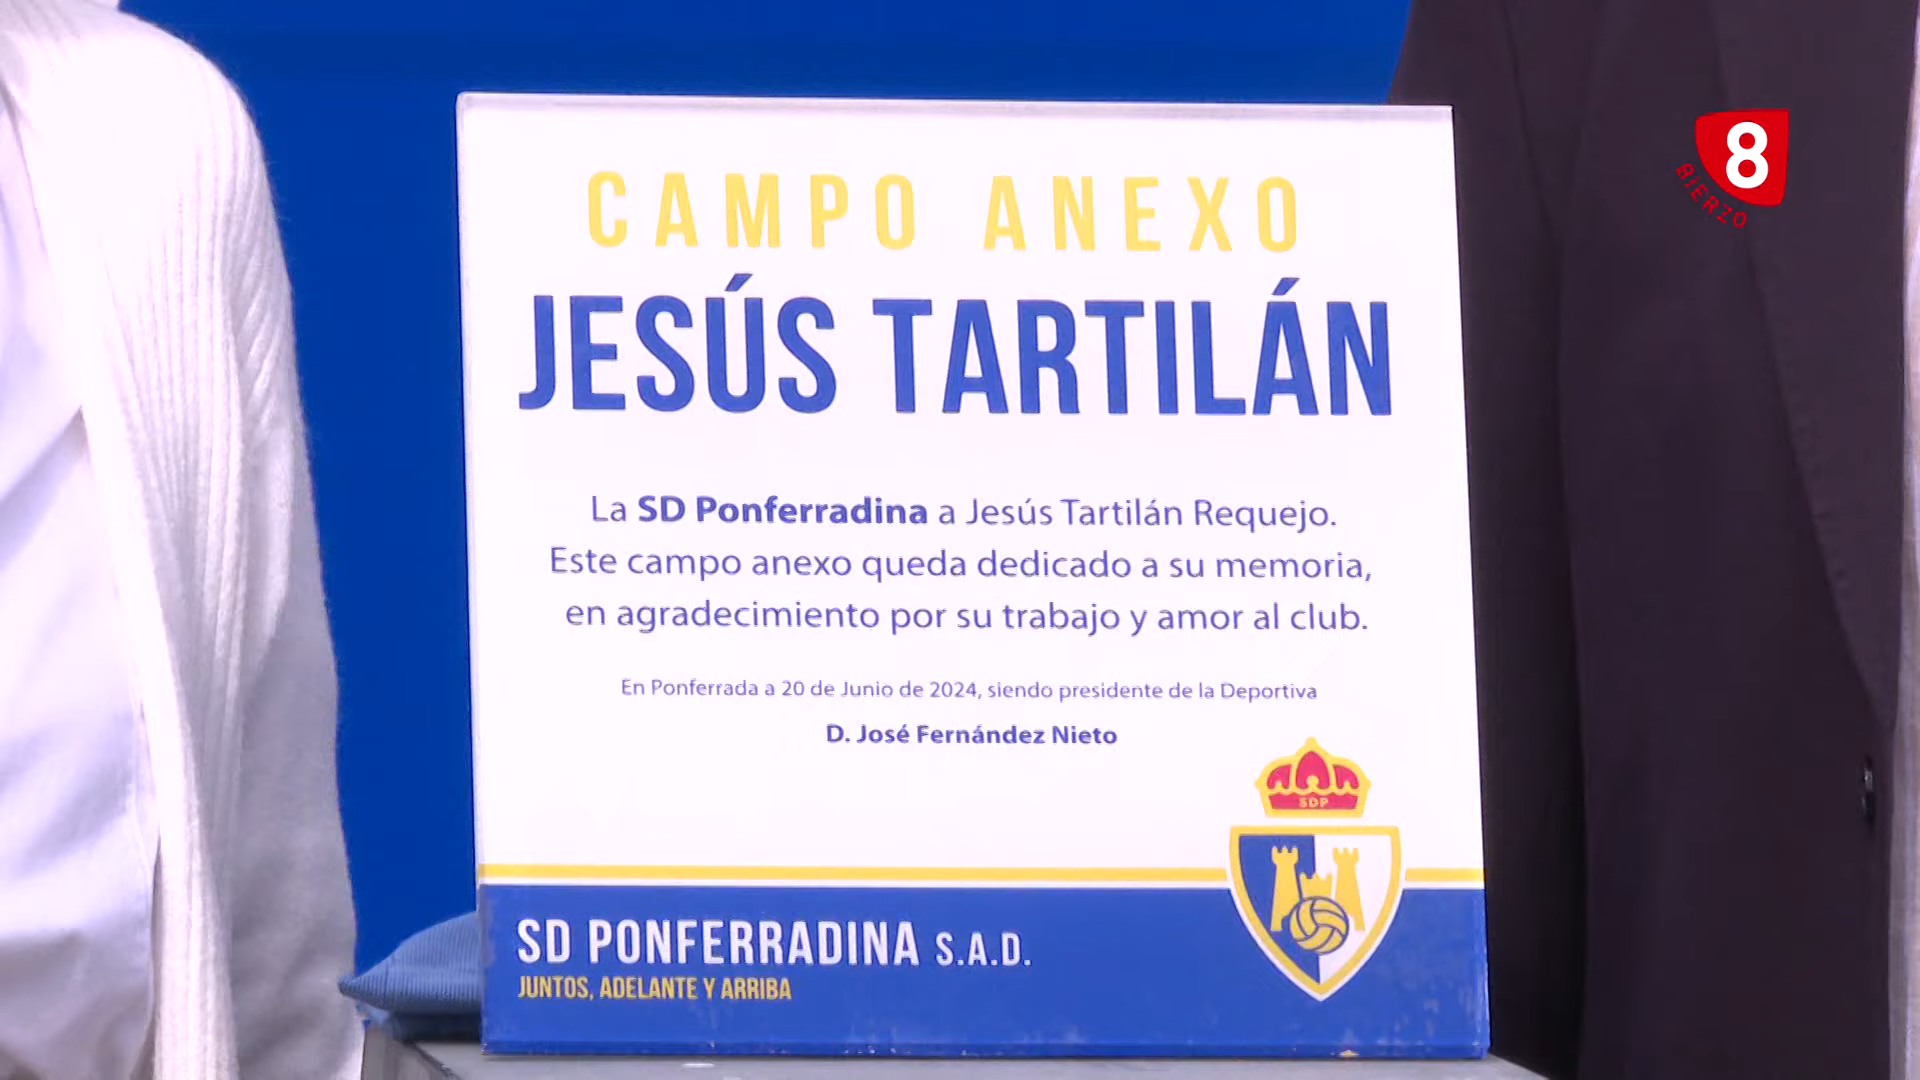 CAMPO ANEXO
JESÚS TARTILÁN
La SD Ponferradina a Jesús Tartilán Requejo.
Este campo anexo queda dedicado a su memoria,
en agradecimiento por su trabajo y amor al club.
En Ponferrada a 20 de Junio de 2024, siendo presidente de la Deportiva
D. José Fernández Nieto
SDP
SD PONFERRADINA S.A.D.
JUNTOS, ADELANTE Y ARRIBA
8
BIERZO